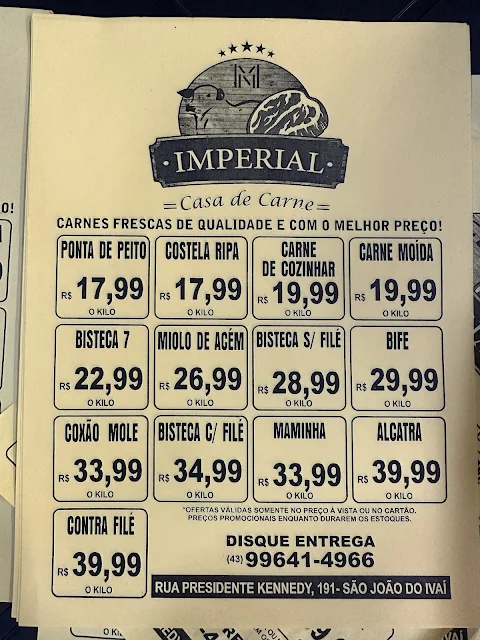 IMPERIAL
Casa de Carne
CARNES FRESCAS DE QUALIDADE E COM O MELHOR PREÇO!
PONTA DE PEITO
R$ 17,99
O KILO
COSTELA RIPA
R$ 17,99
O KILO
CARNE
DE COZINHAR
R$ 19,99
O KILO
CARNE MOÍDA
R$ 19,99
O KILO
BISTECA 7
R$ 22,99
O KILO
MIOLO DE ACÉM
R$ 26,99
O KILO
BISTECA S/ FILÉ
R$ 28,99
O KILO
BIFE
R$ 29,99
O KILO
COXÃO MOLE
R$ 33,99
O KILO
BISTECA C/ FILÉ
R$ 34,99
O KILO
MAMINHA
R$ 33,99
O KILO
ALCATRA
R$ 39,99
O KILO
CONTRA FILÉ
R$ 39,99
O KILO
*OFERTAS VÁLIDAS SOMENTE NO PREÇO À VISTA OU NO CARTÃO.
PREÇOS PROMOCIONAIS ENQUANTO DURAREM OS ESTOQUES.
DISQUE ENTREGA
(43) 99641-4966
RUA PRESIDENTE KENNEDY, 191- SÃO JOÃO DO IVAÍ